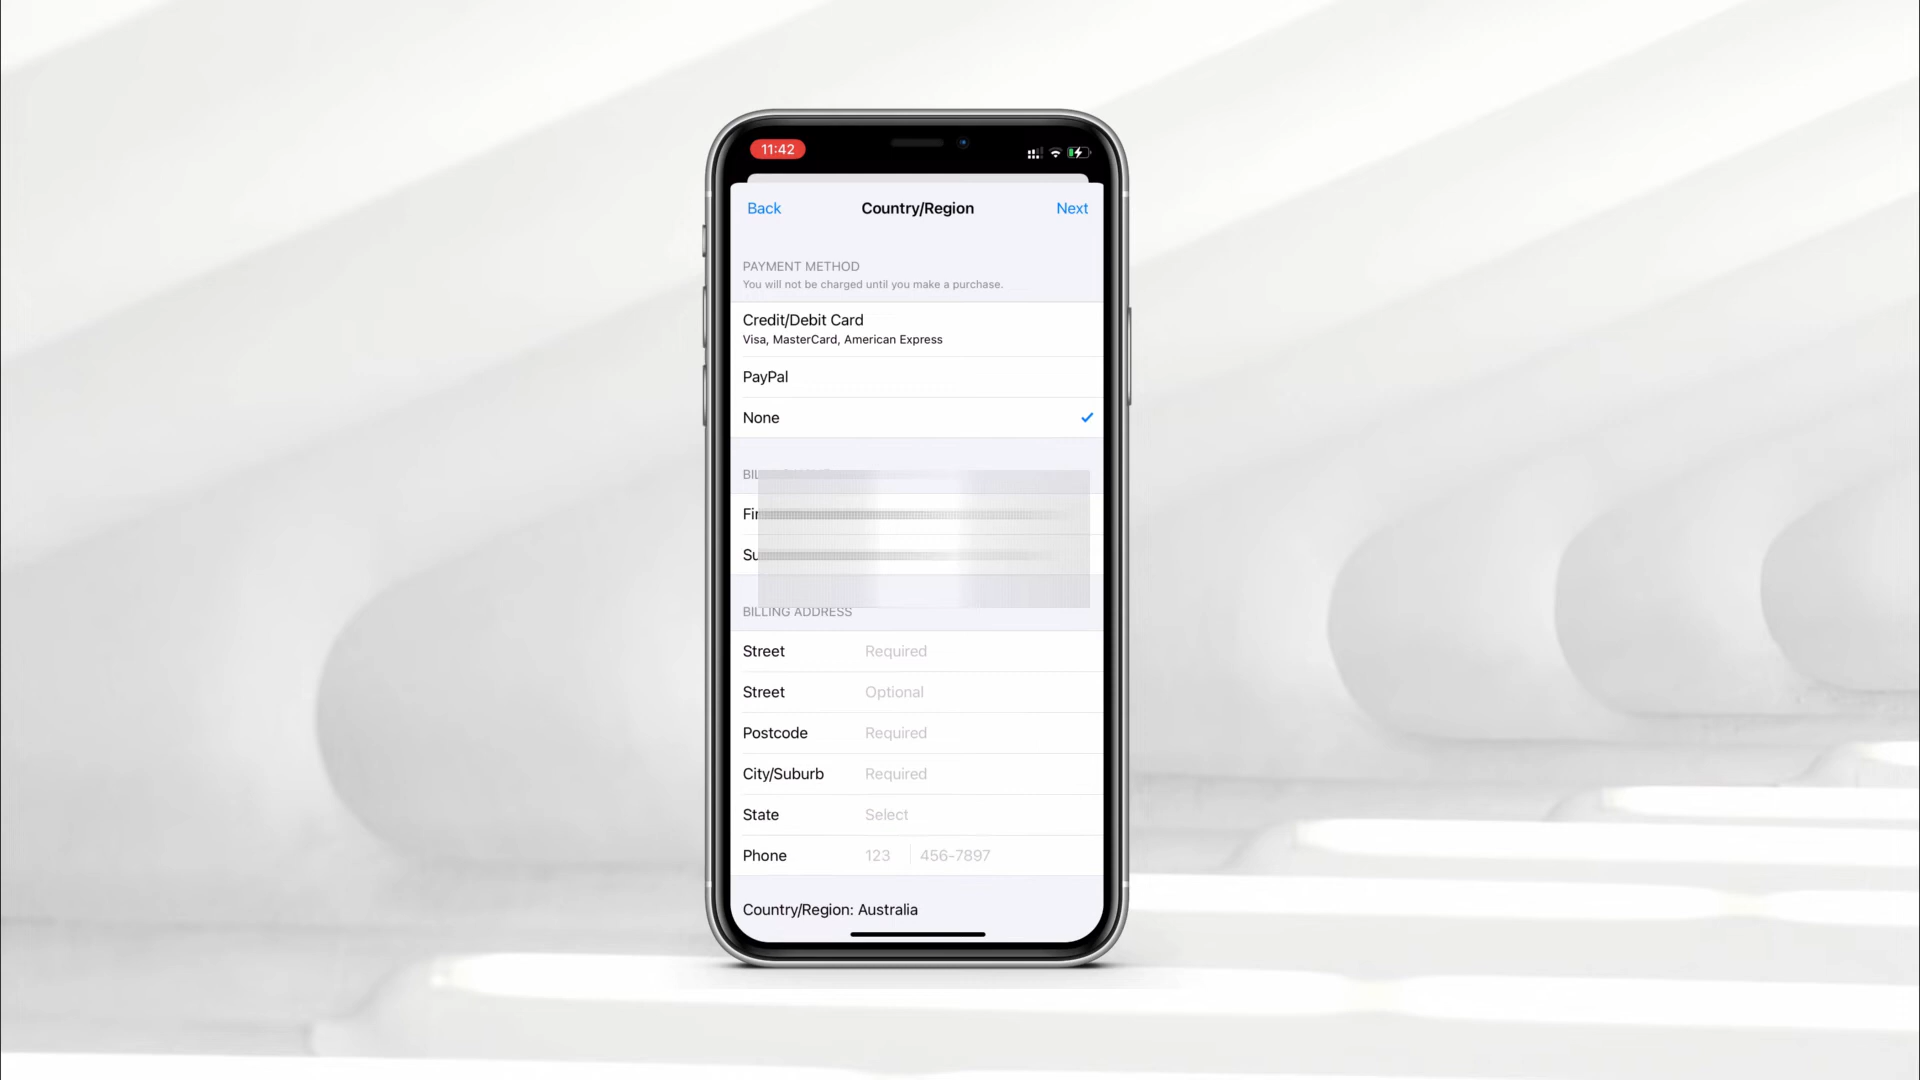 11:42
Back Country/Region Next
PAYMENT METHOD
You will not be charged until you make a purchase.
Credit/Debit Card
Visa, MasterCard, American Express
PayPal
None
BILLING ADDRESS
Street Required
Street Optional
Postcode Required
City/Suburb Required
State Select
Phone 123 456-7897
Country/Region: Australia